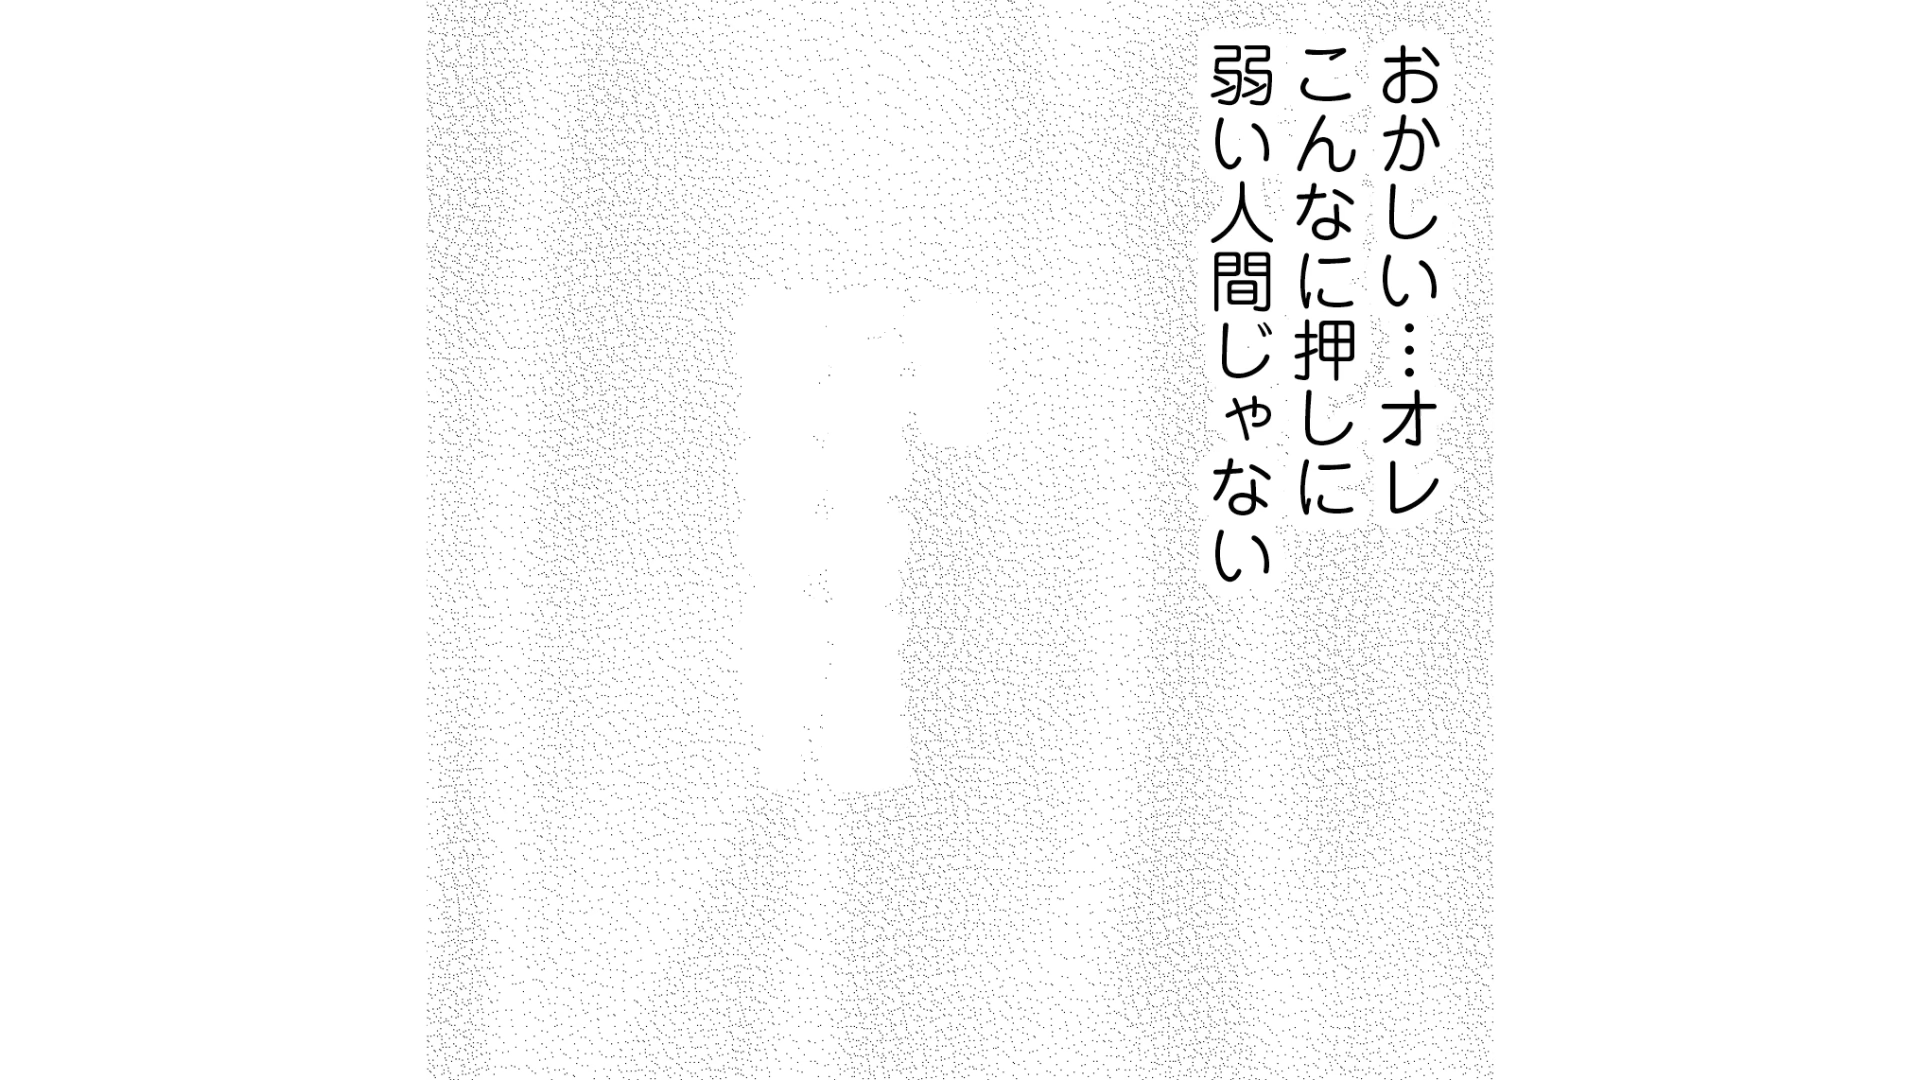 おかしい…オレ
こんなに押しに
弱い人間じゃない